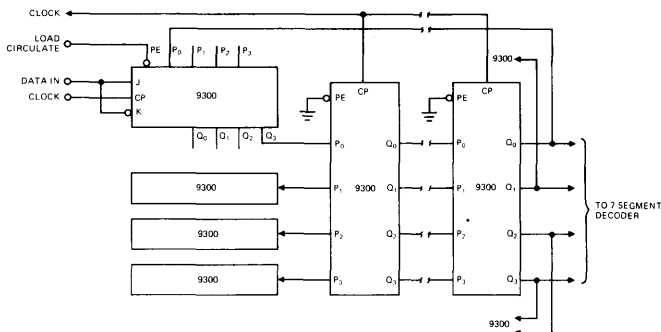 CLOCK
LOAD
CIRCULATE
PE P₀ P₁ P₂ P₃
9300
DATA IN
J
CP
CP
PE
PE
CLOCK
CP
9300
K
Q₀ Q₁ Q₂ Q₃
P₀ Q₀ P₀ Q₀
9300 P₁ 9300 Q₁ P₁ 9300 Q₁
TO 7 SEGMENT
DECODER
9300 P₂ Q₂ P₂ Q₂
9300 P₃ Q₃ P₃ Q₃
9300